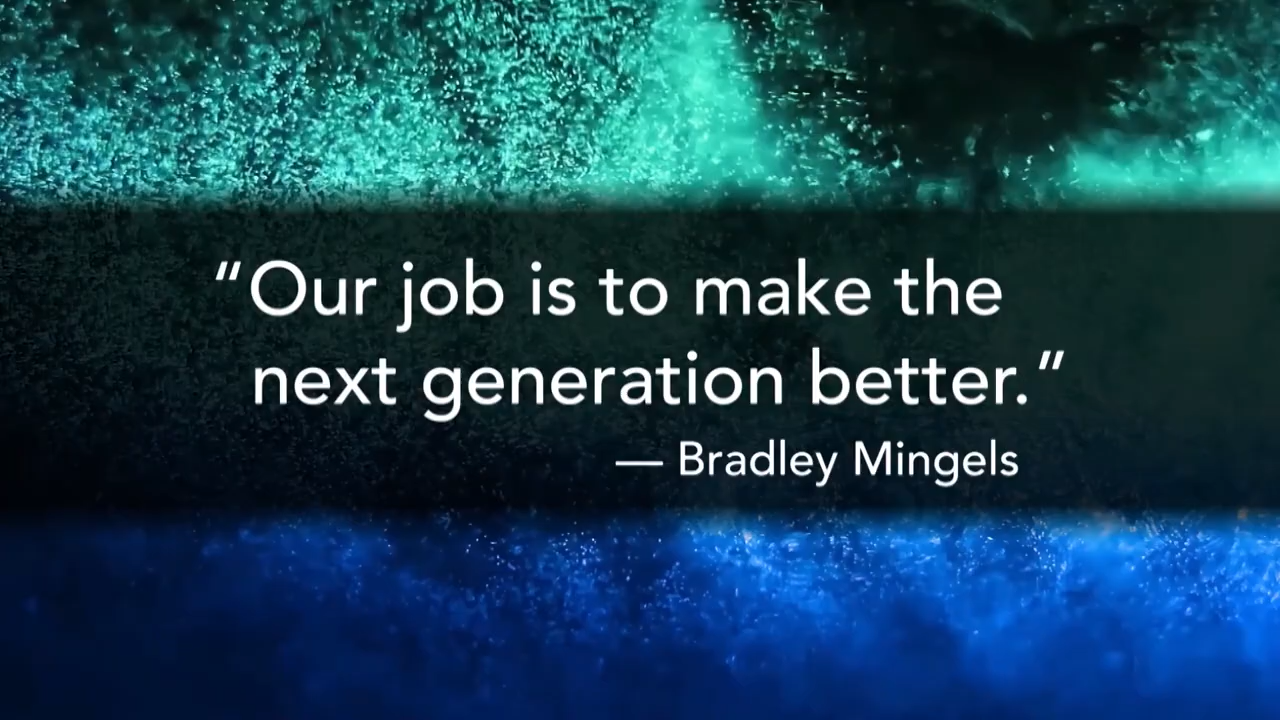 “Our job is to make the
next generation better.”
— Bradley Mingels